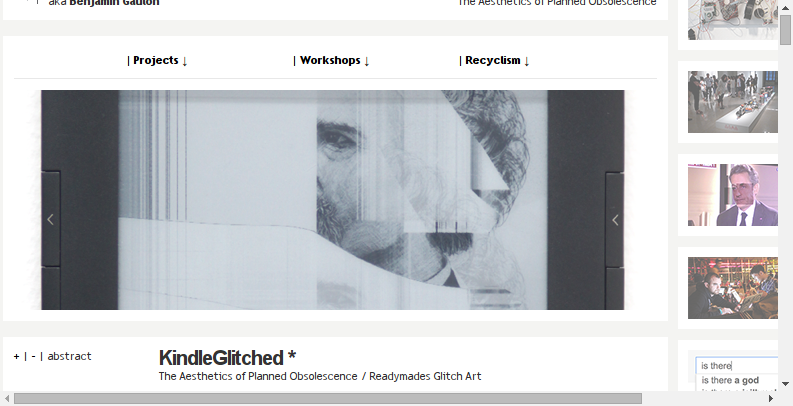 aka Benjamin Gaulon
The Aesthetics of Planned Obsolescence
| Projects ↓
| Workshops ↓
| Recyclism ↓
+ | - | abstract
KindleGlitched *
The Aesthetics of Planned Obsolescence / Readymades Glitch Art
is there
is there a god